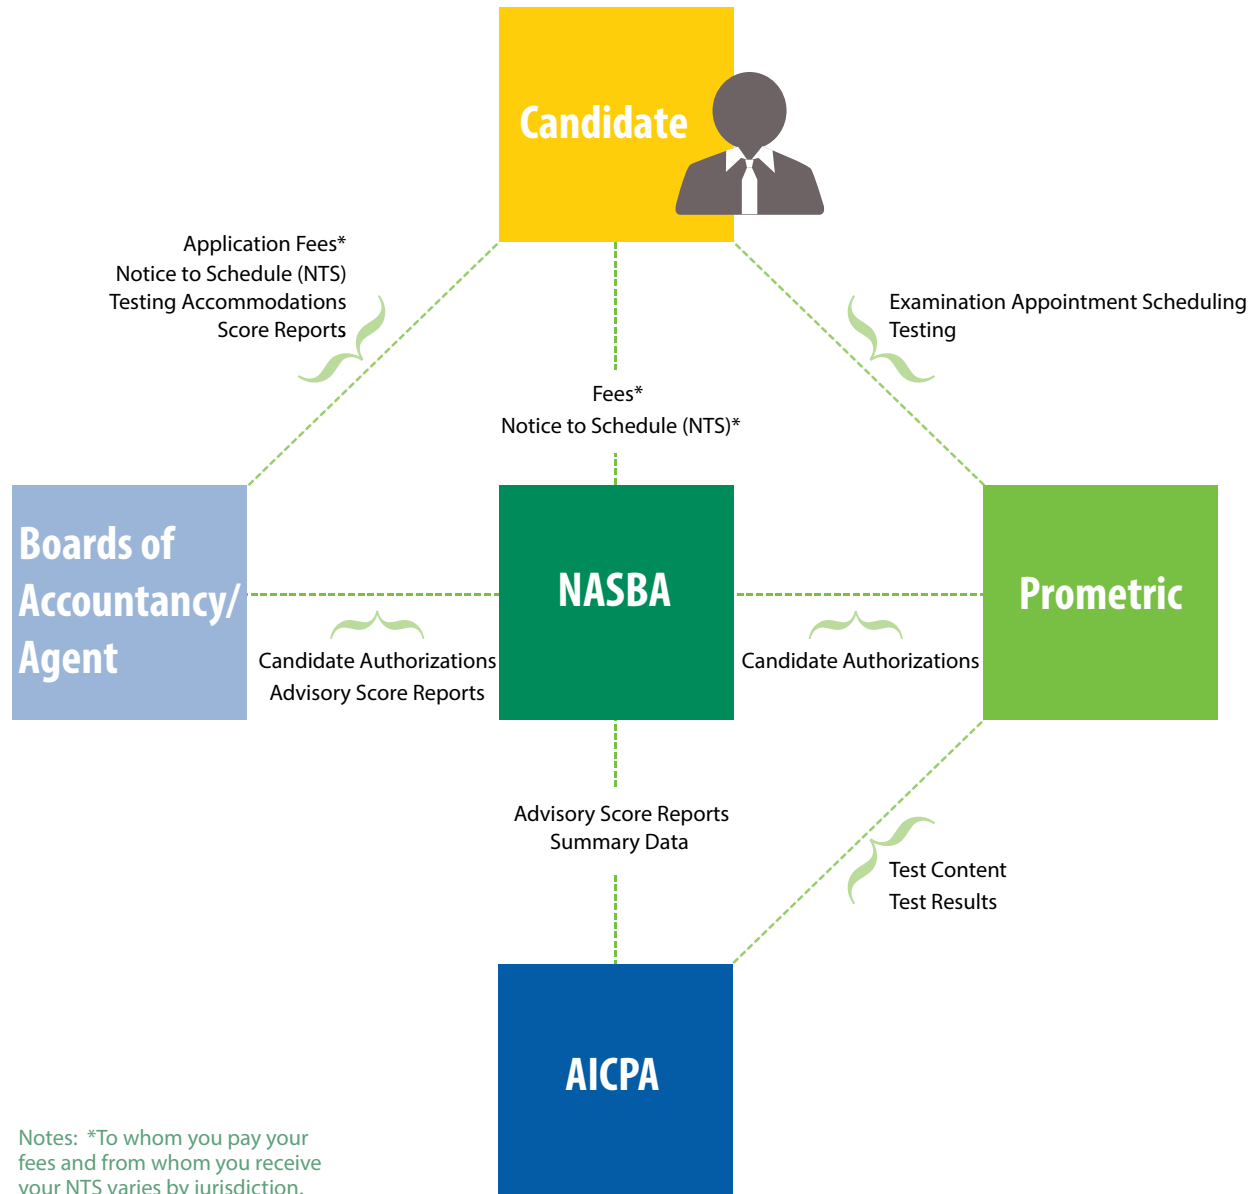 Candidate
Application Fees*
Notice to Schedule (NTS)
Testing Accommodations
Score Reports
Examination Appointment Scheduling
Testing
Fees*
Notice to Schedule (NTS)*
Boards of
Accountancy/
Agent
NASBA
Prometric
Candidate Authorizations
Advisory Score Reports
Candidate Authorizations
Advisory Score Reports
Summary Data
Test Content
Test Results
AICPA
Notes: *To whom you pay your
fees and from whom you receive
your NTS varies by jurisdiction.